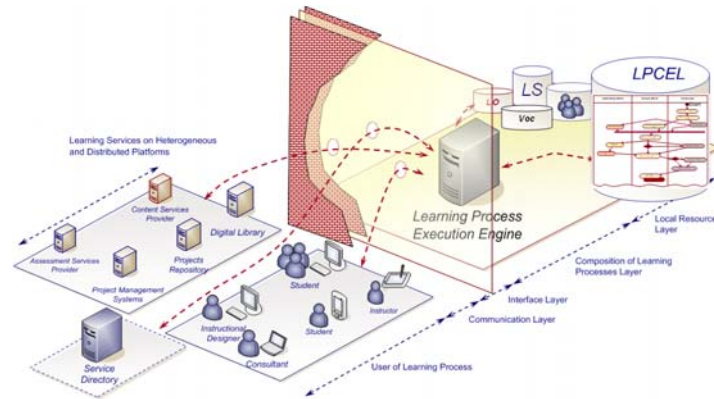 LPCEL
LS
LO
Voc
Learning Services on Heterogeneous
and Distributed Platforms
Content Services
Provider
Digital Library
Learning Process
Execution Engine
Local Resource
Layer
Assessment Services
Provider
Projects
Repository
Composition of Learning
Processes Layer
Project Management
Systems
Student
Interface Layer
Instructional
Designer
Student
Instructor
Communication Layer
Consultant
User of Learning Process
Service
Directory